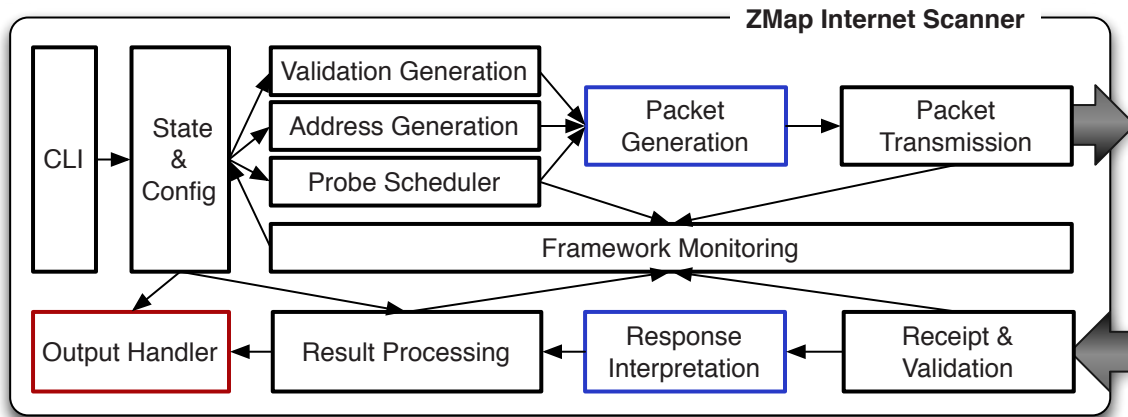 ZMap Internet Scanner
CLI
State
&
Config
Validation Generation
Address Generation
Probe Scheduler
Packet
Generation
Packet
Transmission
Framework Monitoring
Output Handler
Result Processing
Response
Interpretation
Receipt &
Validation